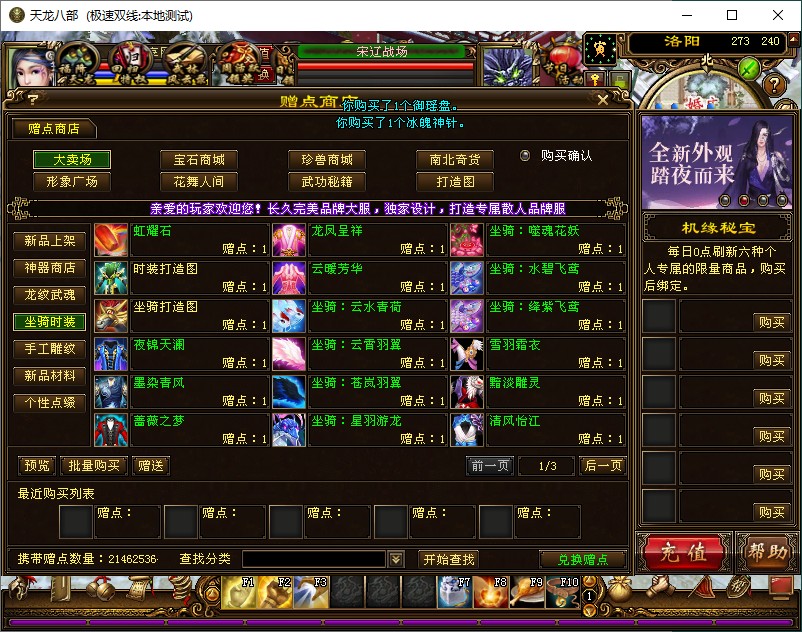 天龙八部 (极速双线:本地测试)
宋辽战场
洛阳
273 240
北
赠点商店
你购买了1个御瑶盘。
你购买了1个冰魄神针。
赠点商店
大卖场
宝石商城
珍兽商城
南北奇货
购买确认
形象广场
花舞人间
武功秘籍
打造图
亲爱的玩家欢迎您！长久完美品牌大服，独家设计，打造专属散人品牌服
新品上架
神器商店
龙纹武魂
坐骑时装
手工雕纹
新品材料
个性点缀
虹耀石
赠点：1
龙凤呈祥
赠点：1
坐骑：噬魂花妖
赠点：1
时装打造图
赠点：1
云暖芳华
赠点：1
坐骑：水碧飞鸢
赠点：1
坐骑打造图
赠点：1
坐骑：云水青荷
赠点：1
坐骑：绛紫飞鸢
赠点：1
夜锦天澜
赠点：1
坐骑：云霄羽翼
赠点：1
雪羽霜衣
赠点：1
墨染青风
赠点：1
坐骑：苍岚羽翼
赠点：1
黯淡雕灵
赠点：1
蔷薇之梦
赠点：1
坐骑：星羽游龙
赠点：1
清风怡江
赠点：1
预览
批量购买
赠送
前一页
1/3
后一页
最近购买列表
赠点：
赠点：
赠点：
赠点：
赠点：
携带赠点数量：21462536
查找分类
开始查找
兑换赠点
全新外观
踏夜而来
机缘秘宝
每日0点刷新六种个
人专属的限量商品，购买
后绑定。
购买
购买
购买
购买
购买
购买
充值
帮助
F1
F2
F3
F7
F8
F9
F10
1